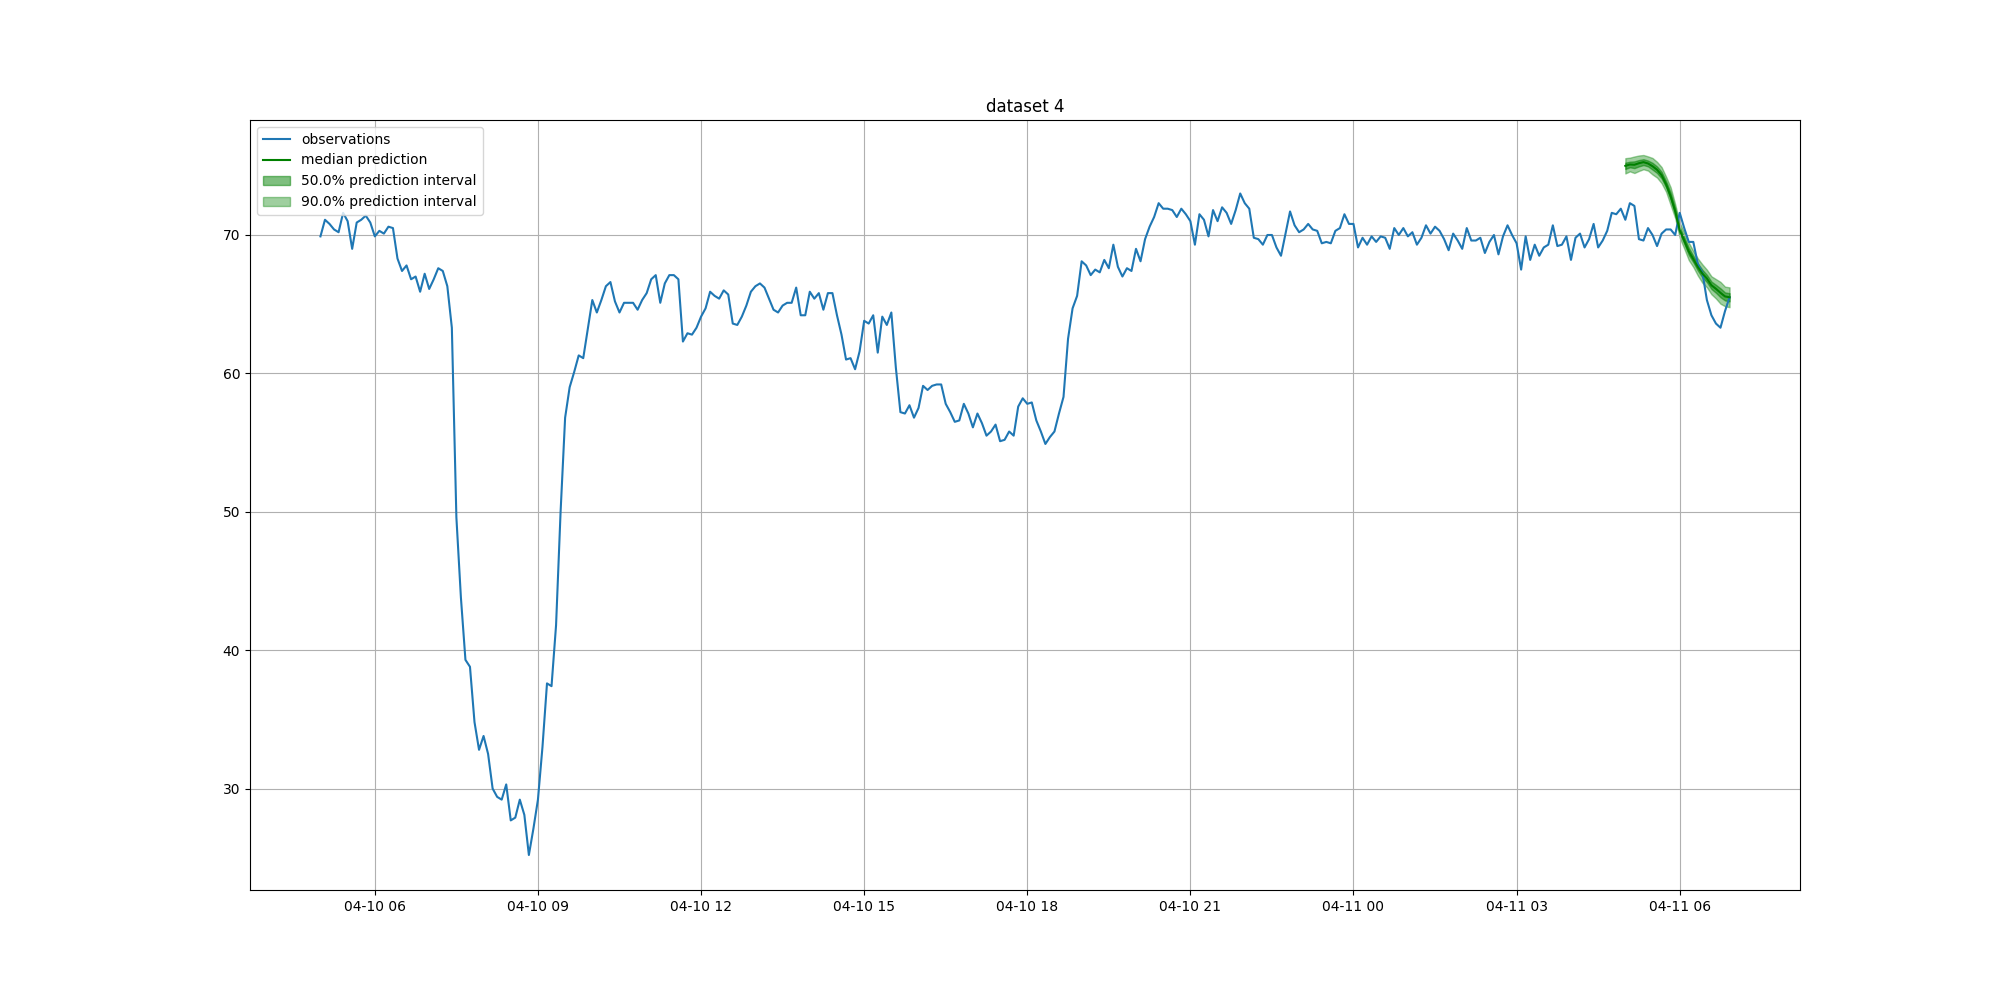 dataset 4
observations
median prediction
50.0% prediction interval
90.0% prediction interval
70
60
50
40
30
04-10 06
04-10 09
04-10 12
04-10 15
04-10 18
04-10 21
04-11 00
04-11 03
04-11 06